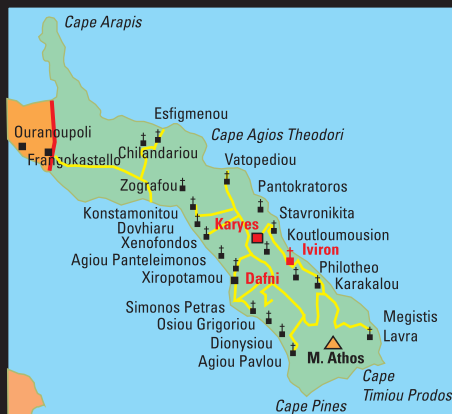 Cape Arapis
Esfigmenou
Ouranoupoli
Cape Agios Theodori
Frangokastello
Chilandariou
Vatopediou
Zografou
Pantokratoros
Konstamonitou
Stavronikita
Dovhiaru
Karyes
Koutloumousion
Xenofondos
Iviron
Agiou Panteleimonos
Philotheo
Xiropotamou
Dafni
Karakalou
Simonos Petras
Megistis
Osiou Grigoriou
Lavra
Dionysiou
M. Athos
Agiou Pavlou
Cape
Timiou Prodos
Cape Pines